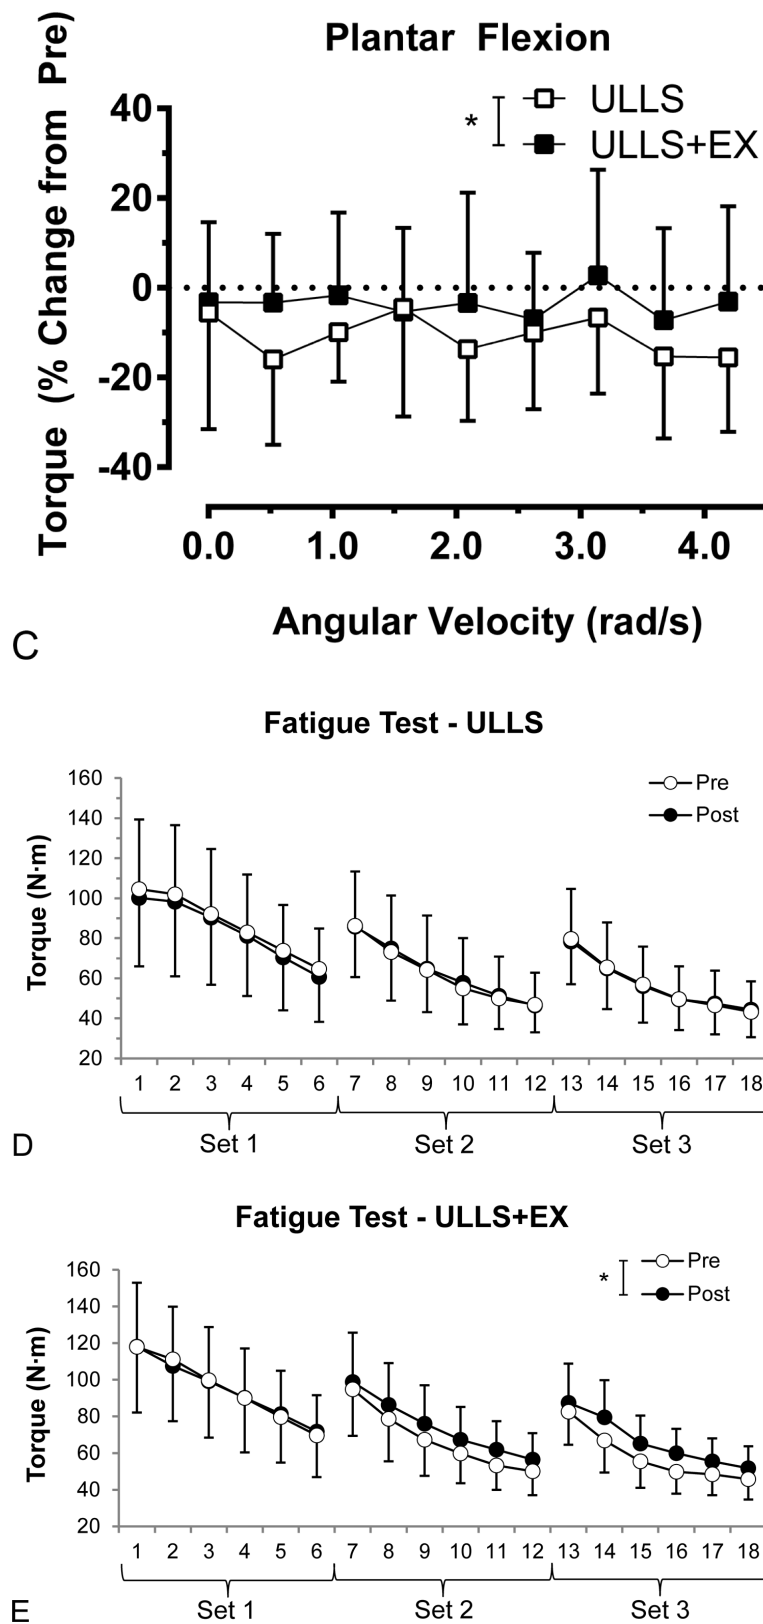 Plantar Flexion
Torque (% Change from Pre)
40
20
0
-20
-40
* ULLS
ULLS+EX
0.0 1.0 2.0 3.0 4.0
Angular Velocity (rad/s)
C
Fatigue Test - ULLS
Torque (N·m)
160
140
120
100
80
60
40
20
Pre
Post
1 2 3 4 5 6 7 8 9 10 11 12 13 14 15 16 17 18
Set 1 Set 2 Set 3
D
Fatigue Test - ULLS+EX
Torque (N·m)
160
140
120
100
80
60
40
20
* Pre
Post
1 2 3 4 5 6 7 8 9 10 11 12 13 14 15 16 17 18
Set 1 Set 2 Set 3
E